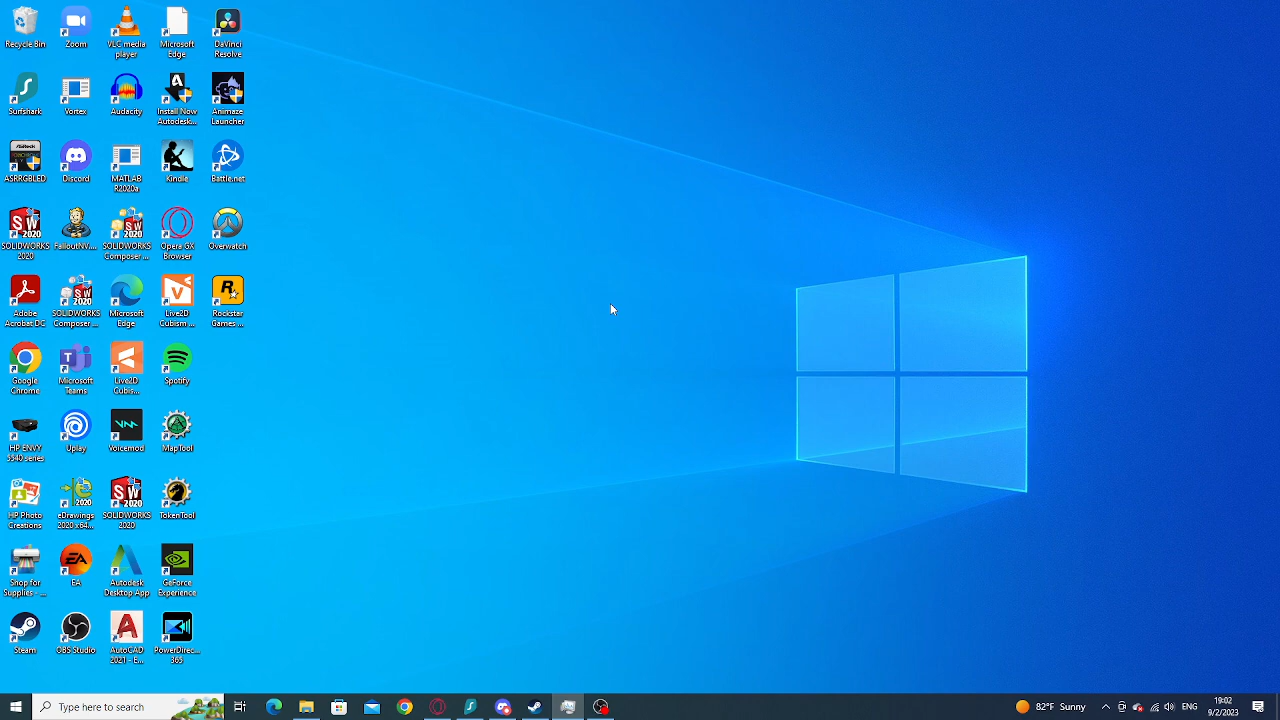 Recycle Bin
Zoom
VLC media
player
Microsoft
Edge
DaVinci
Resolve
Surfshark
Vortex
Audacity
Install Now
Autodesk...
Animaze
Launcher
ASRRGBLED
Discord
MATLAB
R2020a
Kindle
Battle.net
SOLIDWORKS
2020
FalloutNV....
SOLIDWORKS
Composer ...
Opera GX
Browser
Overwatch
Adobe
Acrobat DC
SOLIDWORKS
Composer ...
Microsoft
Edge
Live2D
Cubism ...
Rockstar
Games ...
Google
Chrome
Microsoft
Teams
Live2D
Cubis...
Spotify
HP ENVY
5540 series
Uplay
Voicemod
MapTool
HP Photo
Creations
eDrawings
2020 x64...
SOLIDWORKS
2020
TokenTool
Shop for
Supplies - ...
EA
Autodesk
Desktop App
GeForce
Experience
Steam
OBS Studio
AutoCAD
2021 - E...
PowerDirec...
365
Type here to search
82°F Sunny
ENG
19:02
9/2/2023